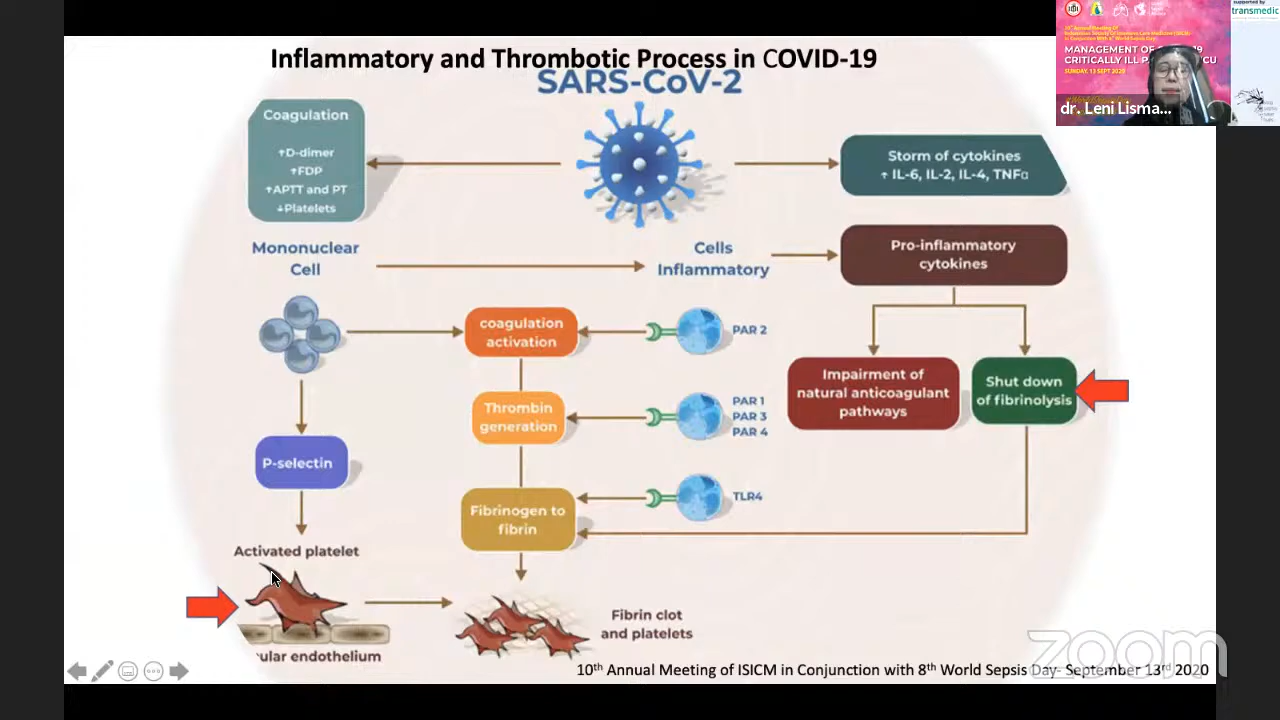 Inflammatory and Thrombotic Process in COVID-19
SARS-CoV-2
supported by
transmedic
MANAGEMENT OF
CRITICALLY ILL
SUNDAY, 13 SEPT 2020
dr. Leni Lisma...
Coagulation
↑D-dimer
↑FDP
↑APTT and PT
↓Platelets
Storm of cytokines
↑ IL-6, IL-2, IL-4, TNFα
Mononuclear
Cell
Cells
Inflammatory
Pro-inflammatory
cytokines
coagulation
activation
PAR 2
Impairment of
natural anticoagulant
pathways
Shut down
of fibrinolysis
Thrombin
generation
PAR 1
PAR 3
PAR 4
P-selectin
Fibrinogen to
fibrin
TLR4
Activated platelet
Fibrin clot
and platelets
ular endothelium
10th Annual Meeting of ISICM in Conjunction with 8th World Sepsis Day- September 13rd 2020
zoom